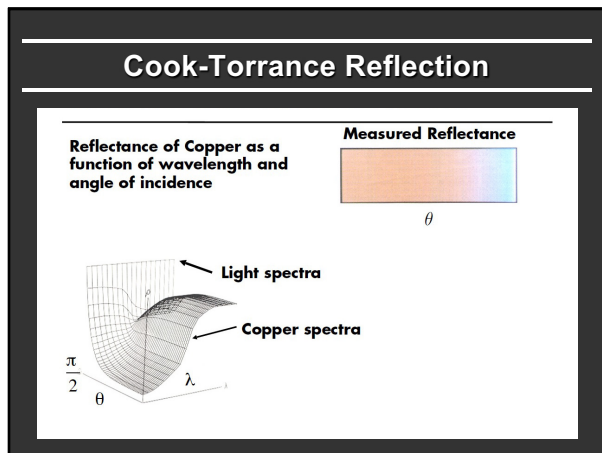 Cook-Torrance Reflection
Reflectance of Copper as a
function of wavelength and
angle of incidence
Measured Reflectance
θ
Light spectra
Copper spectra
ρ
π
2
θ
λ
λ